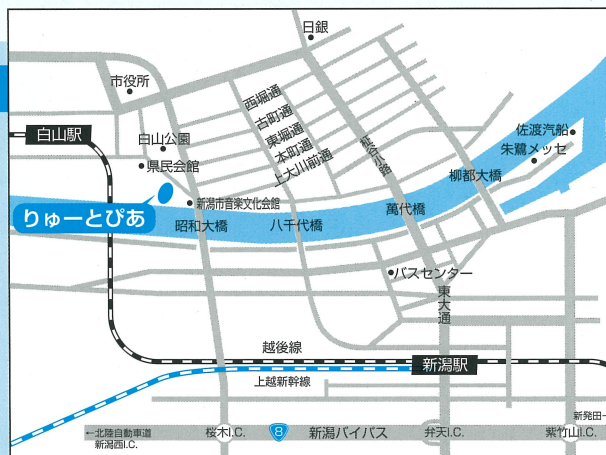 日銀
市役所
西堀通
古町通
東堀通
本町通
上大川前通
柾谷小路
白山駅
白山公園
県民会館
佐渡汽船
朱鷺メッセ
りゅーとぴあ
新潟市音楽文化会館
昭和大橋
八千代橋
萬代橋
柳都大橋
バスセンター
東大通
越後線
新潟駅
上越新幹線
←北陸自動車道
新潟西I.C.
桜木I.C.
8
新潟バイパス
弁天I.C.
紫竹山I.C.
新発田